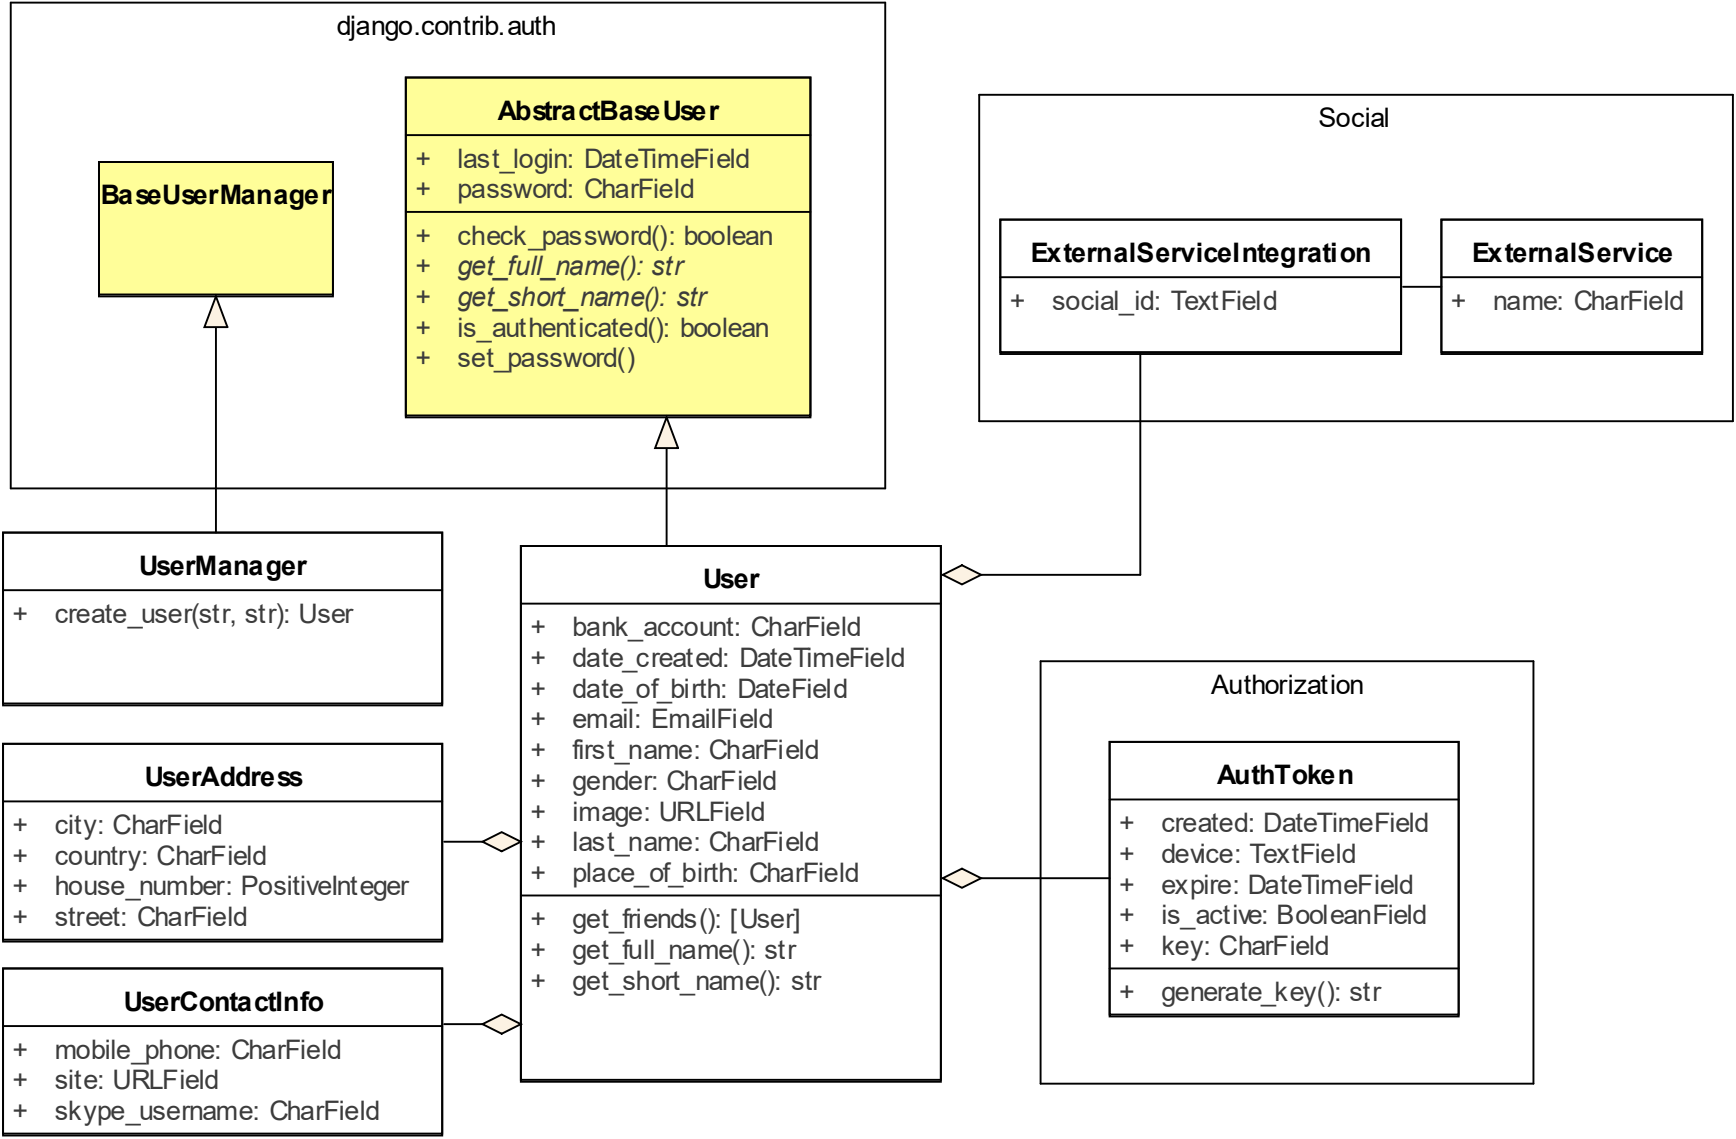 django.contrib.auth
AbstractBaseUser
+ last_login: DateTimeField
+ password: CharField
+ check_password(): boolean
+ get_full_name(): str
+ get_short_name(): str
+ is_authenticated(): boolean
+ set_password()
BaseUserManager
Social
ExternalServiceIntegration
+ social_id: TextField
ExternalService
+ name: CharField
UserManager
+ create_user(str, str): User
User
+ bank_account: CharField
+ date_created: DateTimeField
+ date_of_birth: DateField
+ email: EmailField
+ first_name: CharField
+ gender: CharField
+ image: URLField
+ last_name: CharField
+ place_of_birth: CharField
+ get_friends(): [User]
+ get_full_name(): str
+ get_short_name(): str
UserAddress
+ city: CharField
+ country: CharField
+ house_number: PositiveInteger
+ street: CharField
UserContactInfo
+ mobile_phone: CharField
+ site: URLField
+ skype_username: CharField
Authorization
AuthToken
+ created: DateTimeField
+ device: TextField
+ expire: DateTimeField
+ is_active: BooleanField
+ key: CharField
+ generate_key(): str